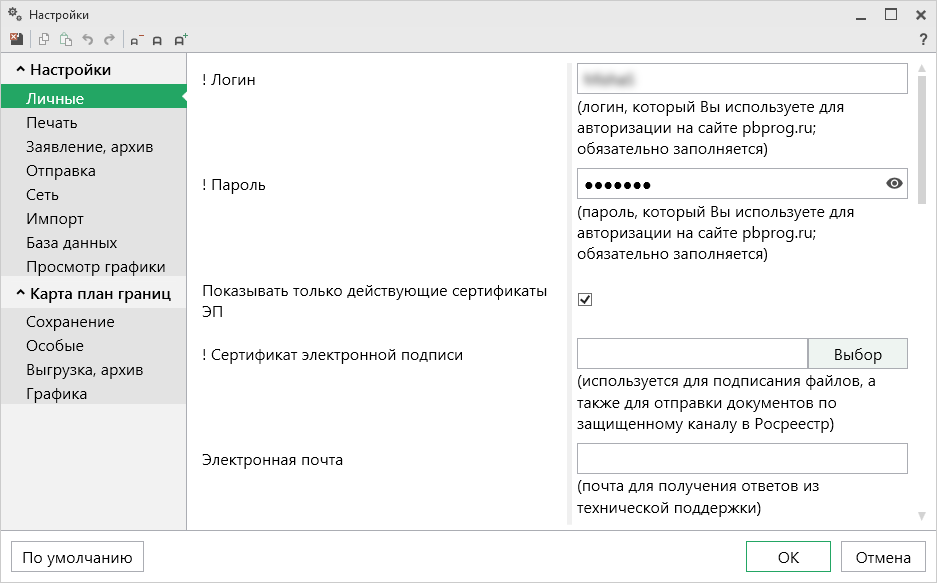 Настройки
?
Настройки
Личные
Печать
Заявление, архив
Отправка
Сеть
Импорт
База данных
Просмотр графики
Карта план границ
Сохранение
Особые
Выгрузка, архив
Графика
! Логин
(логин, который Вы используете для
авторизации на сайте pbprog.ru;
обязательно заполняется)
! Пароль
●●●●●●●
(пароль, который Вы используете для
авторизации на сайте pbprog.ru;
обязательно заполняется)
Показывать только действующие сертификаты
ЭП
! Сертификат электронной подписи
Выбор
(используется для подписания файлов, а
также для отправки документов по
защищенному каналу в Росреестр)
Электронная почта
(почта для получения ответов из
технической поддержки)
По умолчанию
ОК
Отмена